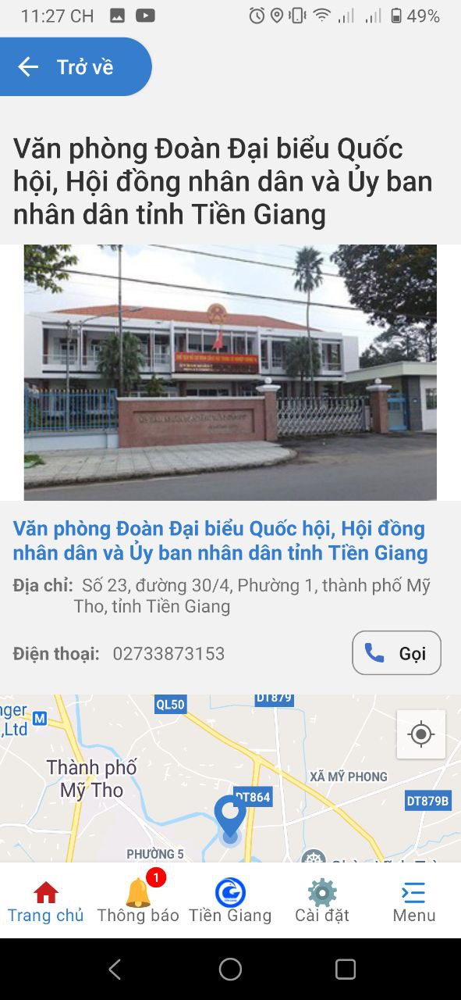 11:27 CH
49%
Trở về
Văn phòng Đoàn Đại biểu Quốc
hội, Hội đồng nhân dân và Ủy ban
nhân dân tỉnh Tiền Giang
Văn phòng Đoàn Đại biểu Quốc hội, Hội đồng
nhân dân và Ủy ban nhân dân tỉnh Tiền Giang
Địa chỉ: Số 23, đường 30/4, Phường 1, thành phố Mỹ
Tho, tỉnh Tiền Giang
Điện thoại: 02733873153
Gọi
QL50
DT879
,Ltd
M
Thành phố
Mỹ Tho
XÃ MỸ PHONG
DT864
DT879B
PHƯỜNG 5
1
Trang chủ
Thông báo
Tiền Giang
Cài đặt
Menu